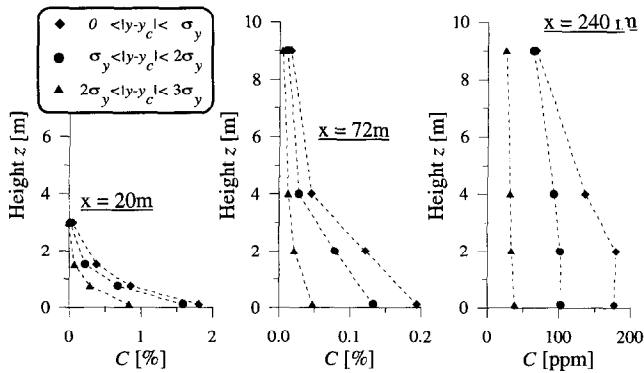 0 <|y-y_c|< σ_y
σ_y<|y-y_c|< 2σ_y
2σ_y<|y-y_c|< 3σ_y
x = 20m
x = 72m
x = 240 m
Height z [m]
6
4
2
0
0
1
2
C [%]
Height z [m]
10
8
6
4
2
0
0.0
0.1
0.2
C [%]
Height z [m]
10
8
6
4
2
0
0
100
200
C [ppm]